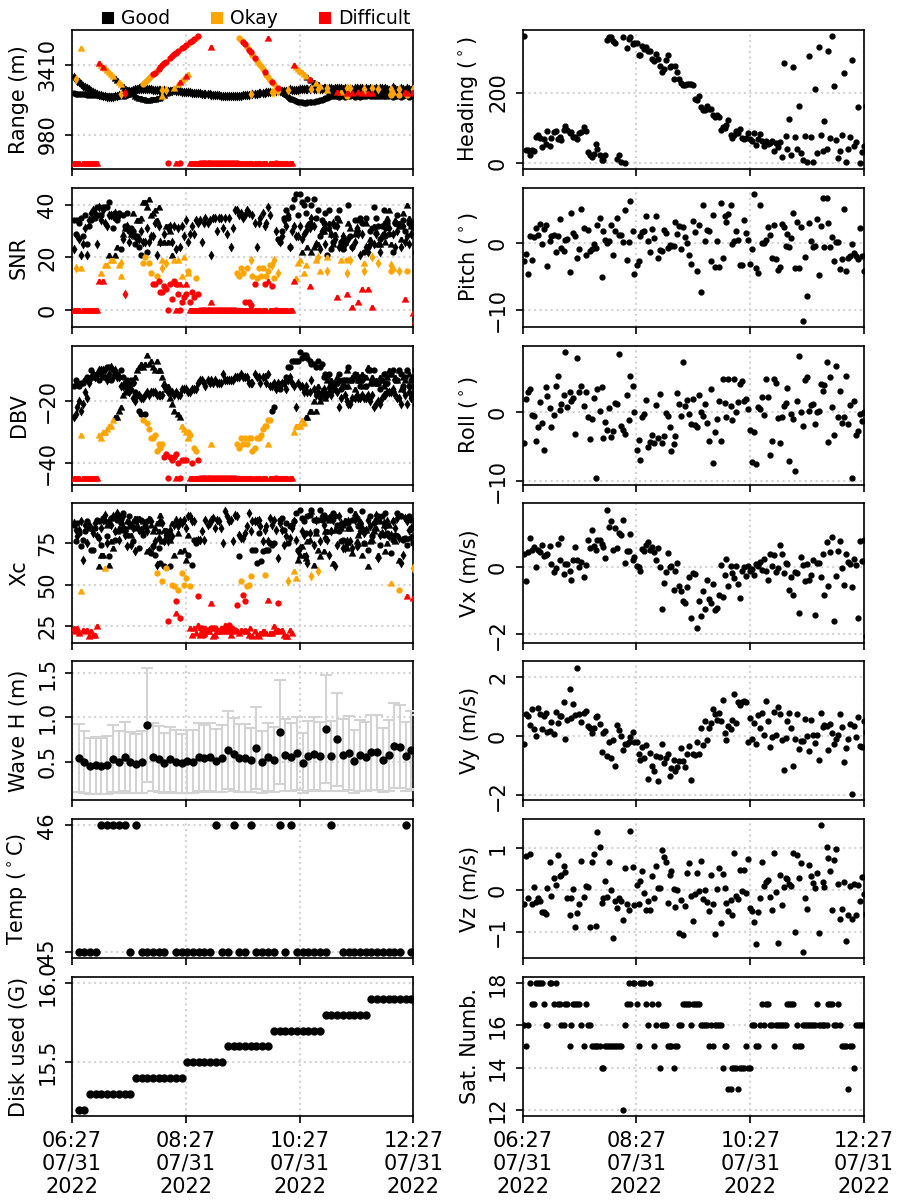 Good Okay Difficult
Range (m)
3410
980
Heading (°)
200
0
SNR
40
20
0
Pitch (°)
0
−10
DBV
−20
−40
Roll (°)
0
−10
Xc
75
50
25
Vx (m/s)
0
−2
Wave H (m)
1.5
1.0
0.5
Vy (m/s)
2
0
−2
Temp (°C)
46
45
Vz (m/s)
1
0
−1
Disk used (G)
16.0
15.5
Sat. Numb.
18
16
14
12
06:27 08:27 10:27 12:27 06:27 08:27 10:27 12:27
07/31 07/31 07/31 07/31 07/31 07/31 07/31 07/31
2022 2022 2022 2022 2022 2022 2022 2022